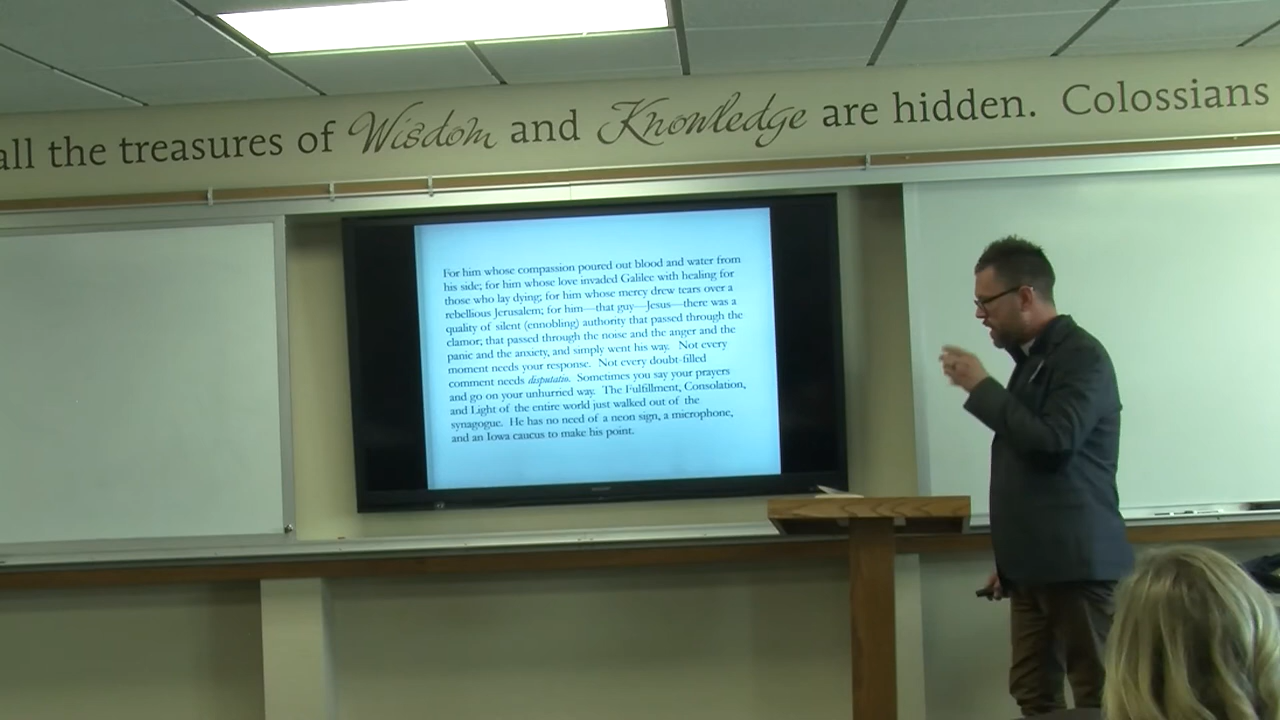 all the treasures of Wisdom and Knowledge are hidden. Colossians
For him whose compassion poured out blood and water from
his side; for him whose love invaded Galilee with healing for
those who lay dying; for him whose mercy drew tears over a
rebellious Jerusalem; for him—that guy—Jesus—there was a
quality of silent (ennobling) authority that passed through the
clamor; that passed through the noise and the anger and the
panic and the anxiety, and simply went his way. Not every
moment needs your response. Not every doubt-filled
comment needs disputatio. Sometimes you say your prayers
and go on your unhurried way. The Fulfillment, Consolation,
and Light of the entire world just walked out of the
synagogue. He has no need of a neon sign, a microphone,
and an Iowa caucus to make his point.